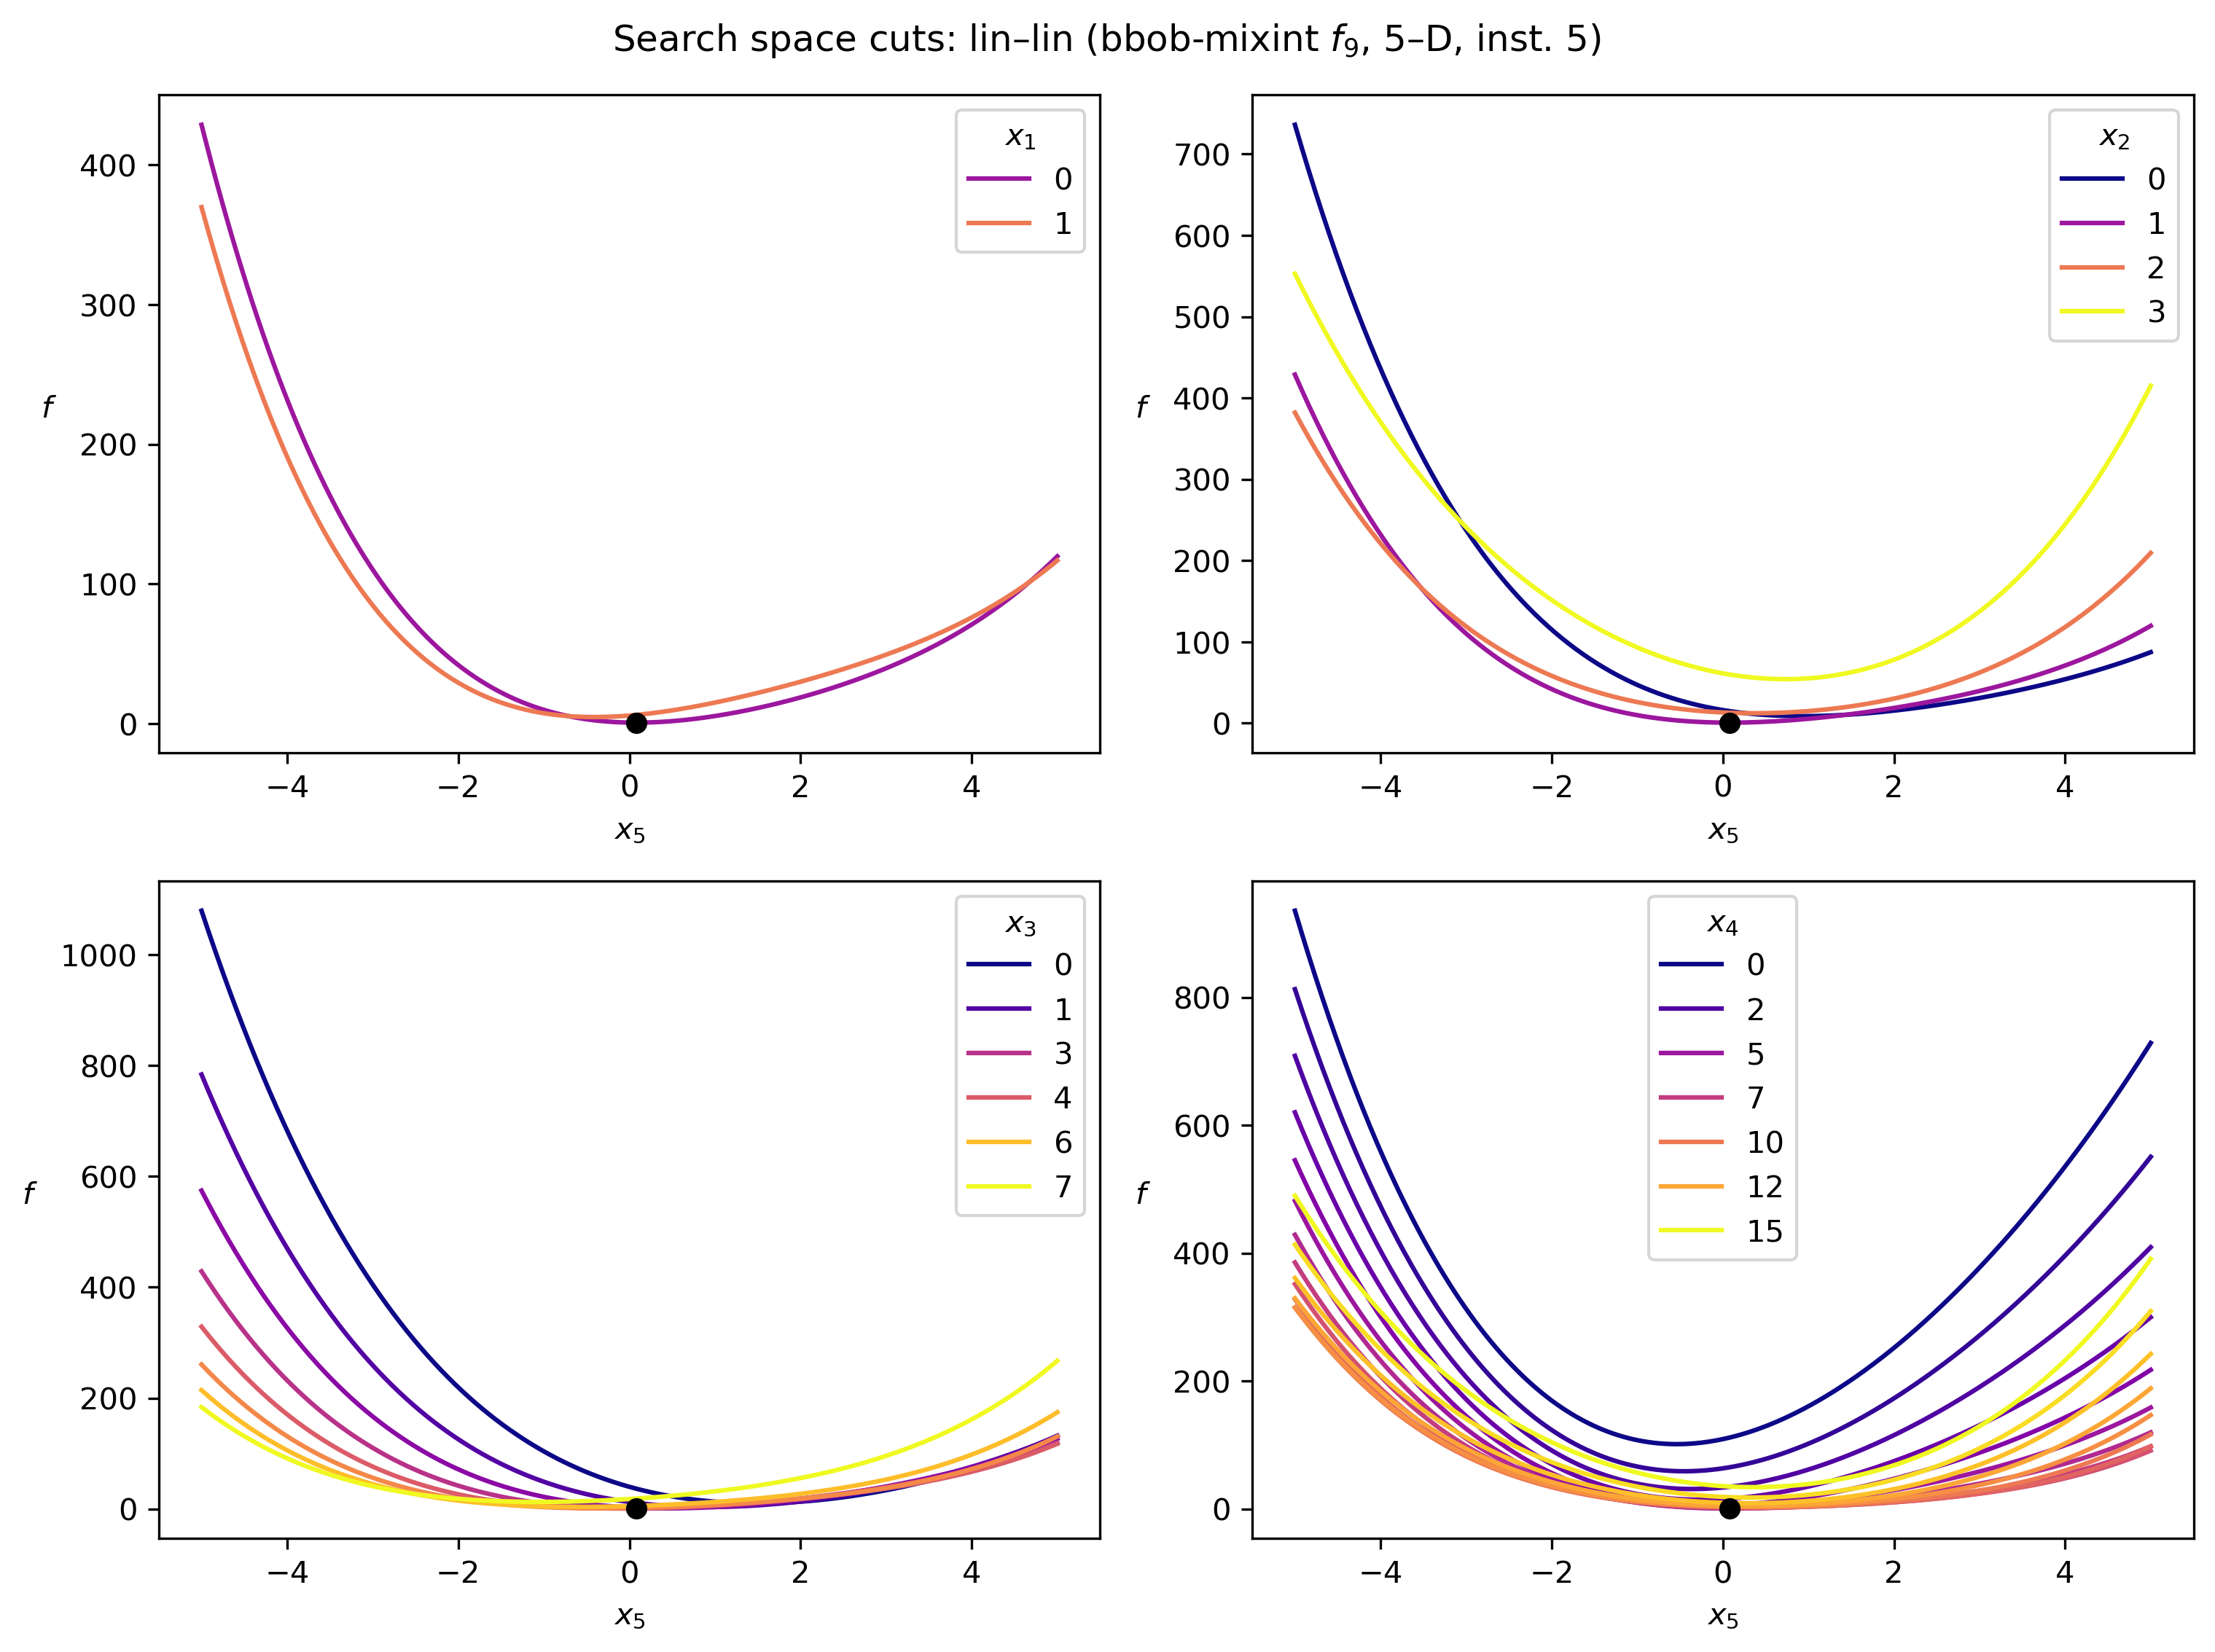 Search space cuts: lin–lin (bbob-mixint f₉, 5–D, inst. 5)
400
300
200
100
0
f
−4 −2 0 2 4
x₅
x₁
0
1
700
600
500
400
300
200
100
0
f
−4 −2 0 2 4
x₅
x₂
0
1
2
3
1000
800
600
400
200
0
f
−4 −2 0 2 4
x₅
x₃
0
1
3
4
6
7
800
600
400
200
0
f
−4 −2 0 2 4
x₅
x₄
0
2
5
7
10
12
15